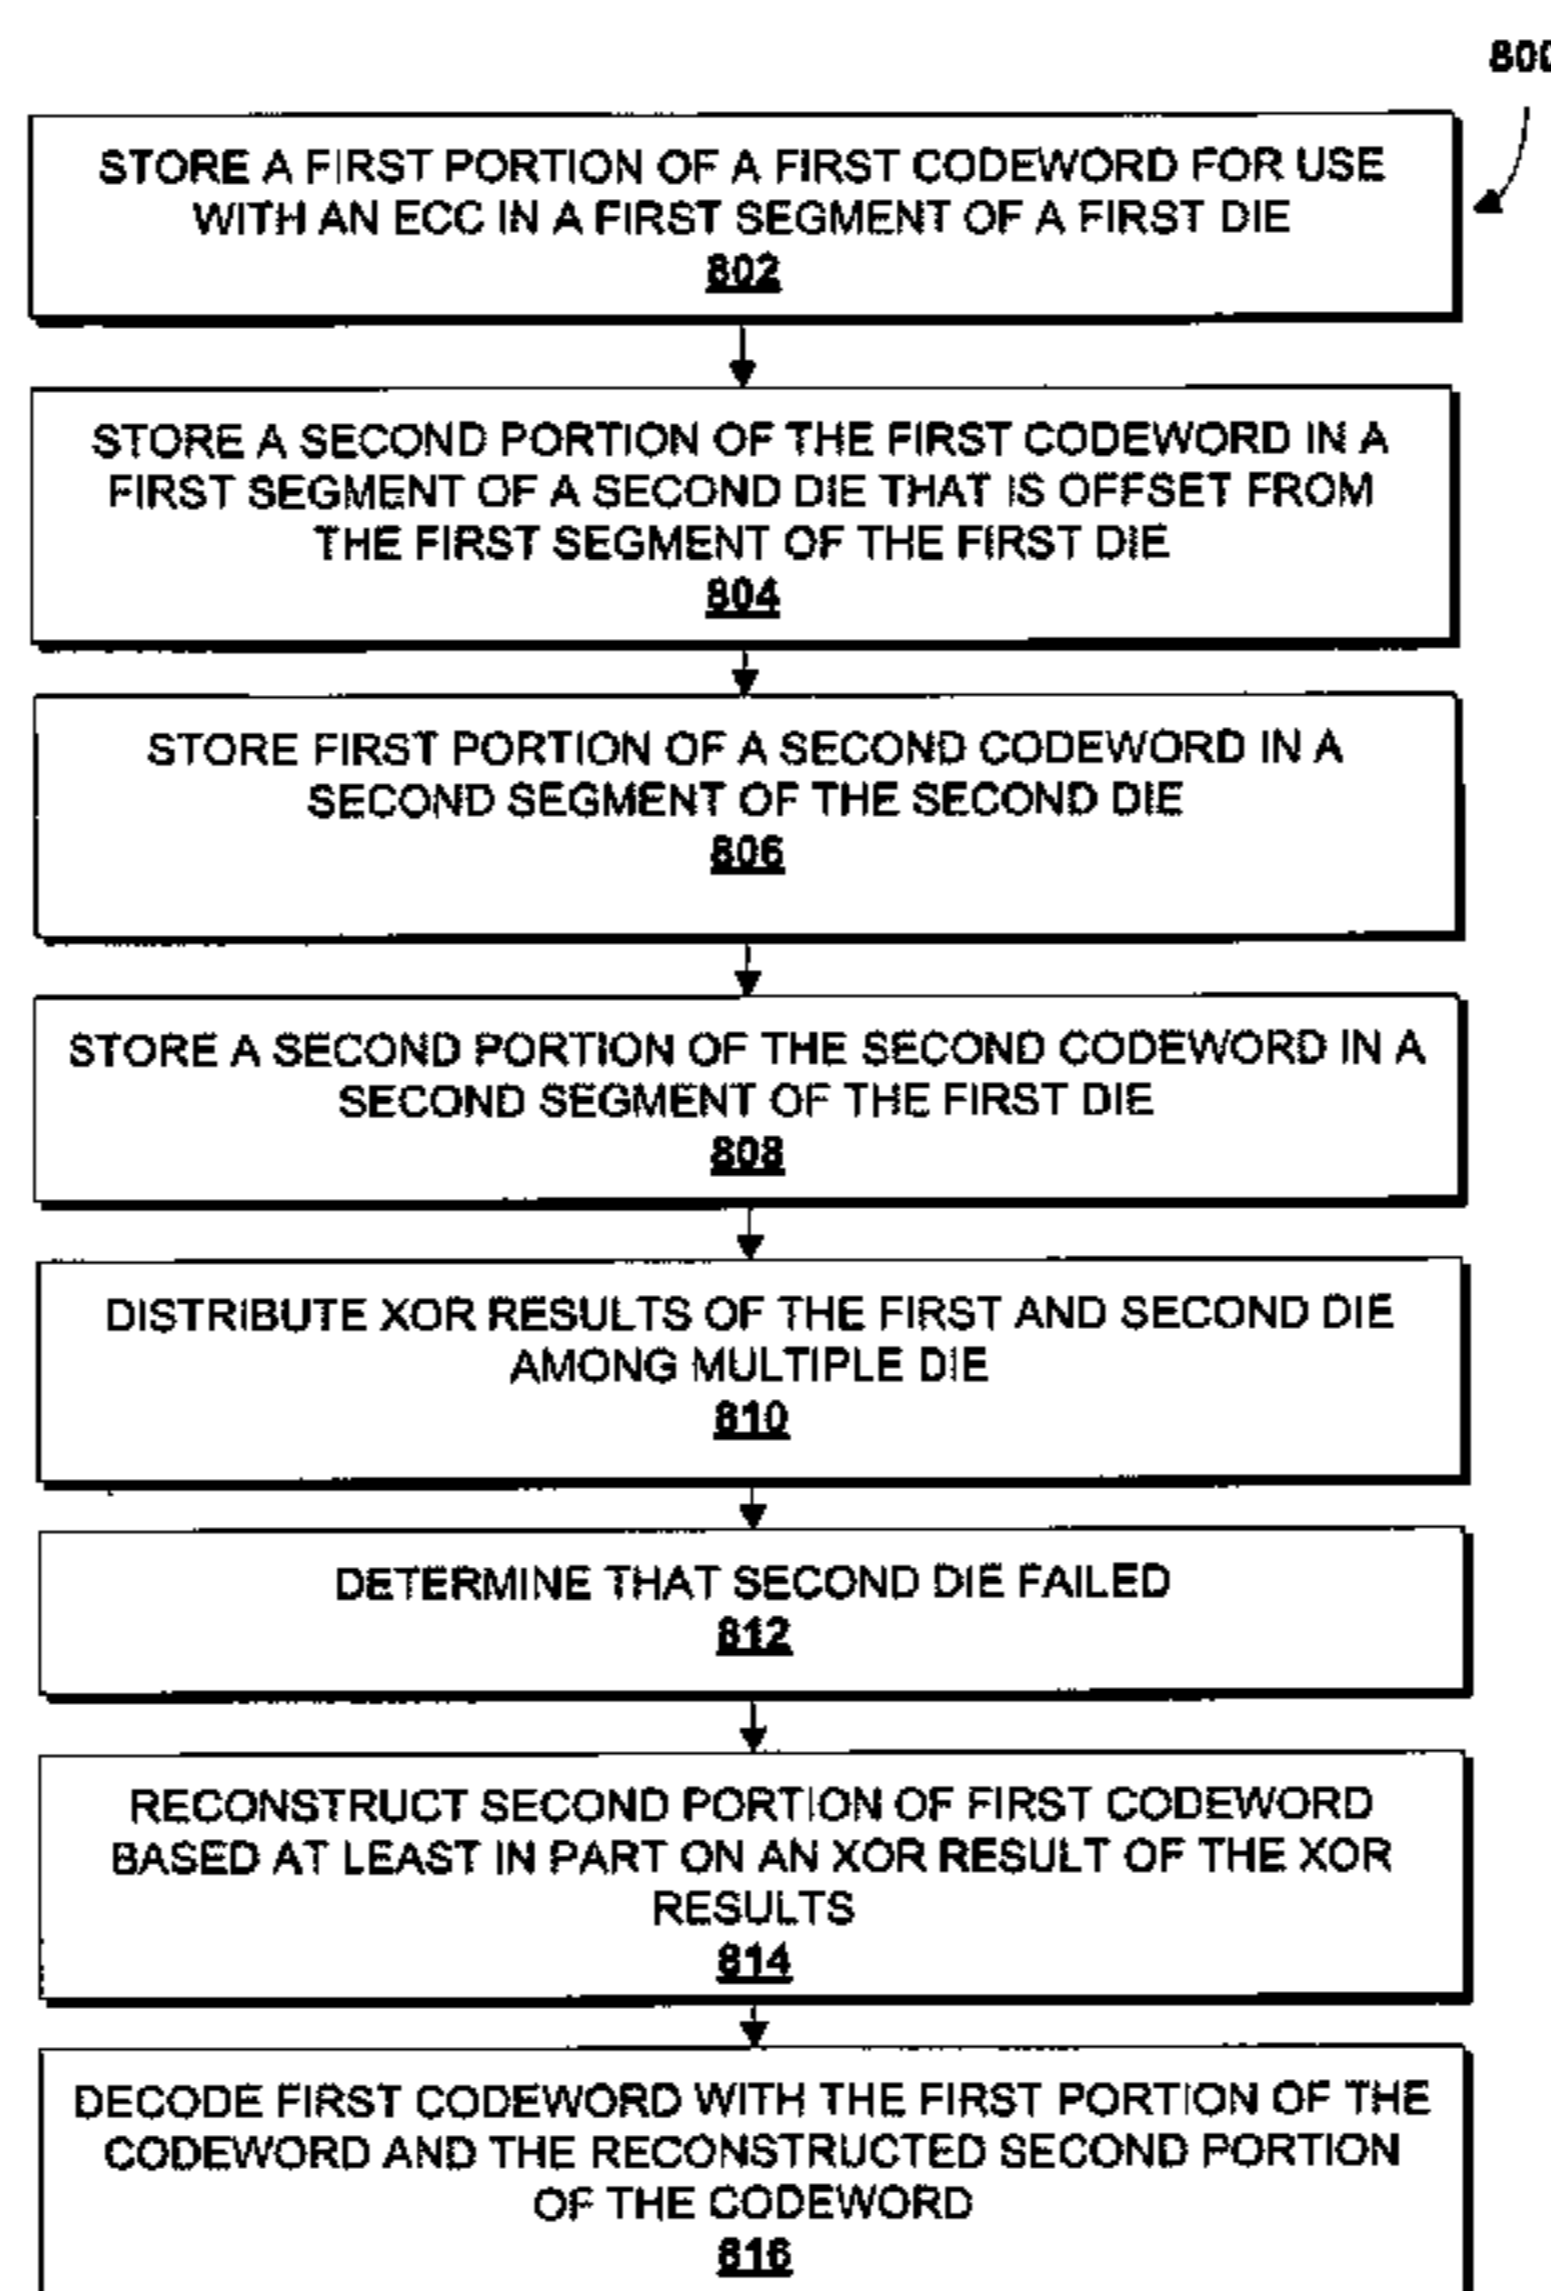 800
STORE A FIRST PORTION OF A FIRST CODEWORD FOR USE
WITH AN ECC IN A FIRST SEGMENT OF A FIRST DIE
802
STORE A SECOND PORTION OF THE FIRST CODEWORD IN A
FIRST SEGMENT OF A SECOND DIE THAT IS OFFSET FROM
THE FIRST SEGMENT OF THE FIRST DIE
804
STORE FIRST PORTION OF A SECOND CODEWORD IN A
SECOND SEGMENT OF THE SECOND DIE
806
STORE A SECOND PORTION OF THE SECOND CODEWORD IN A
SECOND SEGMENT OF THE FIRST DIE
808
DISTRIBUTE XOR RESULTS OF THE FIRST AND SECOND DIE
AMONG MULTIPLE DIE
810
DETERMINE THAT SECOND DIE FAILED
812
RECONSTRUCT SECOND PORTION OF FIRST CODEWORD
BASED AT LEAST IN PART ON AN XOR RESULT OF THE XOR
RESULTS
814
DECODE FIRST CODEWORD WITH THE FIRST PORTION OF THE
CODEWORD AND THE RECONSTRUCTED SECOND PORTION
OF THE CODEWORD
816